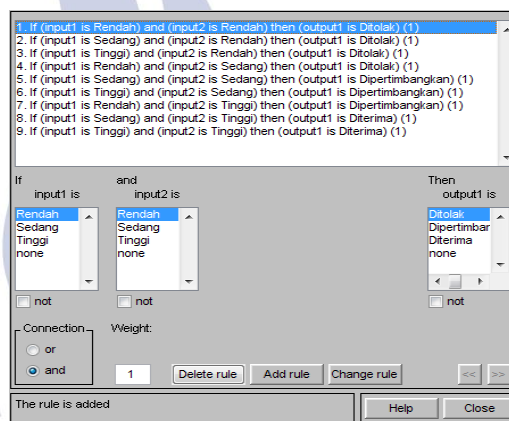 1. If (input1 is Rendah) and (input2 is Rendah) then (output1 is Ditolak) (1)
2. If (input1 is Sedang) and (input2 is Rendah) then (output1 is Ditolak) (1)
3. If (input1 is Tinggi) and (input2 is Rendah) then (output1 is Ditolak) (1)
4. If (input1 is Rendah) and (input2 is Sedang) then (output1 is Ditolak) (1)
5. If (input1 is Sedang) and (input2 is Sedang) then (output1 is Dipertimbangkan) (1)
6. If (input1 is Tinggi) and (input2 is Sedang) then (output1 is Dipertimbangkan) (1)
7. If (input1 is Rendah) and (input2 is Tinggi) then (output1 is Dipertimbangkan) (1)
8. If (input1 is Sedang) and (input2 is Tinggi) then (output1 is Diterima) (1)
9. If (input1 is Tinggi) and (input2 is Tinggi) then (output1 is Diterima) (1)
If and Then
input1 is input2 is output1 is
Rendah Rendah Ditolak
Sedang Sedang Dipertimbar
Tinggi Tinggi Diterima
none none none
not not not
Connection Weight:
or
and 1 Delete rule Add rule Change rule << >>
The rule is added Help Close